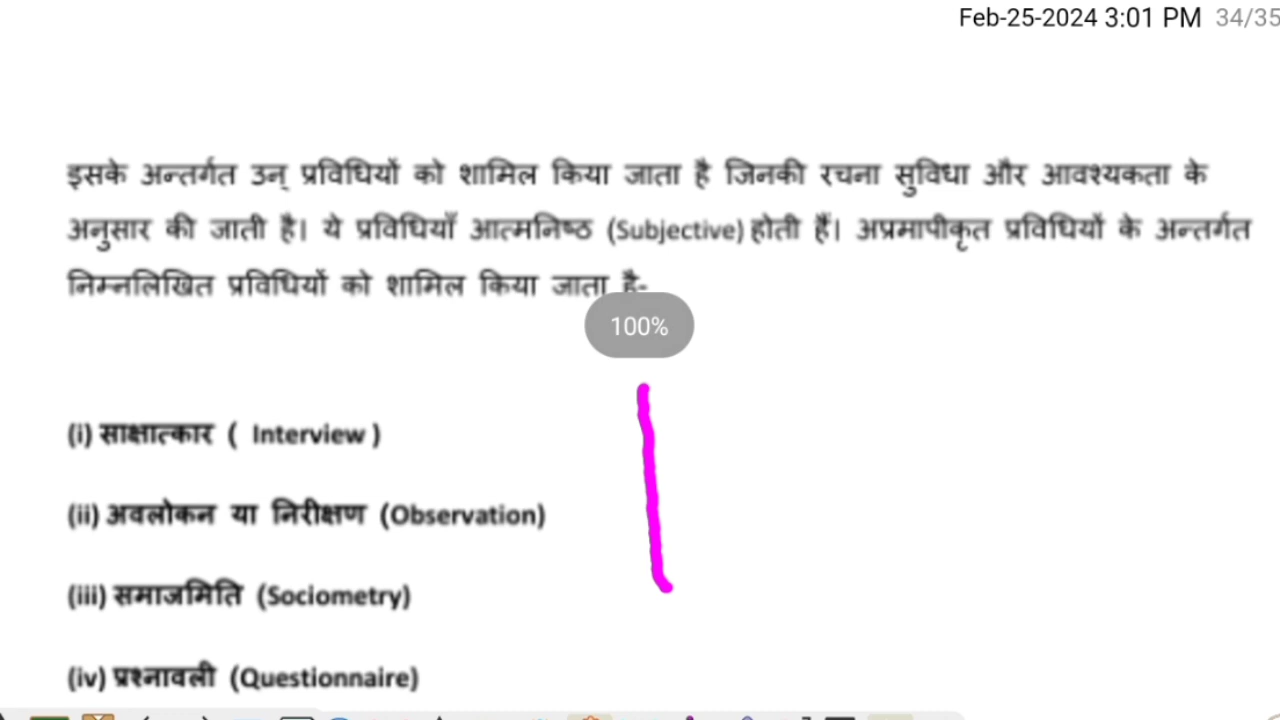 Feb-25-2024 3:01 PM 34/35
इसके अन्तर्गत उन् प्रविधियों को शामिल किया जाता है जिनकी रचना सुविधा और आवश्यकता के
अनुसार की जाती है। ये प्रविधियाँ आत्मनिष्ठ (Subjective) होती हैं। अप्रमापीकृत प्रविधियों के अन्तर्गत
निम्नलिखित प्रविधियों को शामिल किया जाता है-
100%
(i) साक्षात्कार ( Interview )
(ii) अवलोकन या निरीक्षण (Observation)
(iii) समाजमिति (Sociometry)
(iv) प्रश्नावली (Questionnaire)